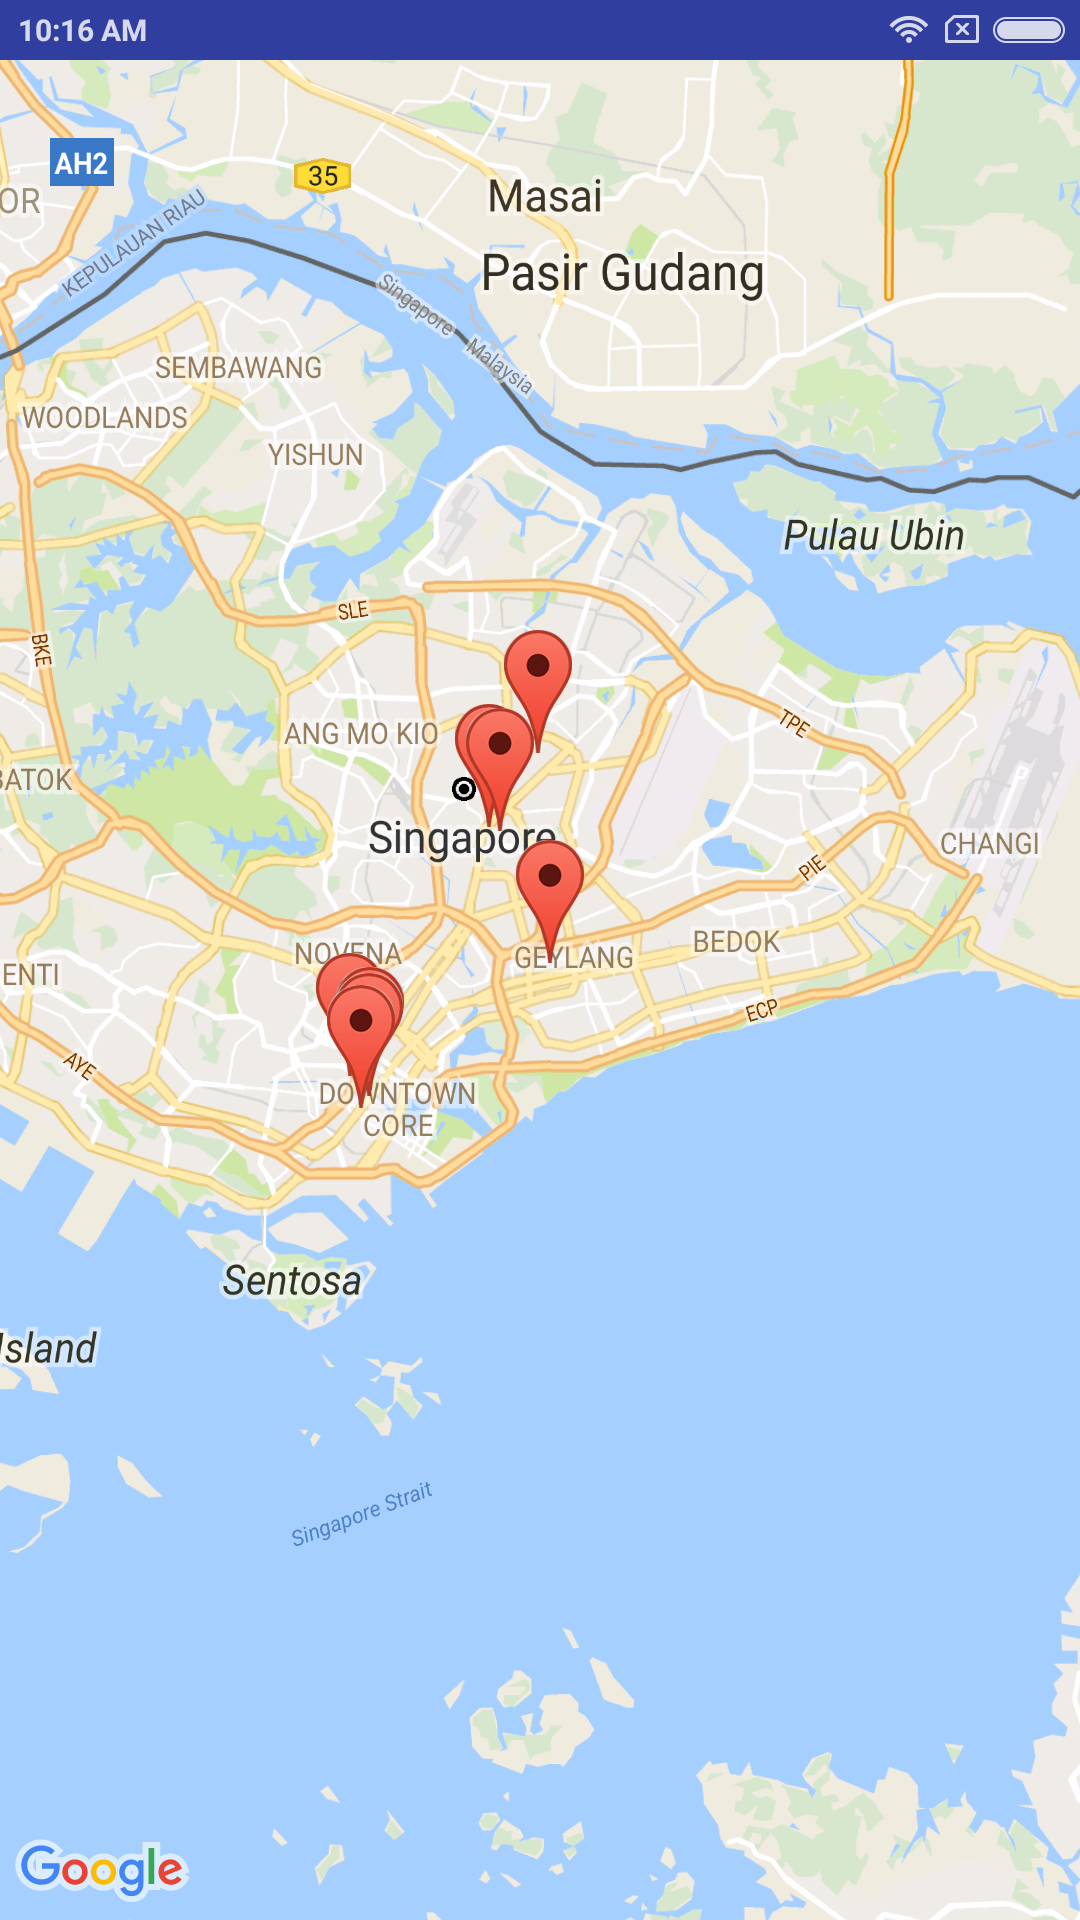 10:16 AM
AH2
35
Masai
OR
KEPULAUAN RIAU
Pasir Gudang
Singapore
Malaysia
SEMBAWANG
WOODLANDS
YISHUN
Pulau Ubin
SLE
BKE
ANG MO KIO
TPE
BATOK
Singapore
CHANGI
PIE
NOVENA
GEYLANG
BEDOK
ENTI
ECP
AYE
DOWNTOWN
CORE
Sentosa
Island
Singapore Strait
Google